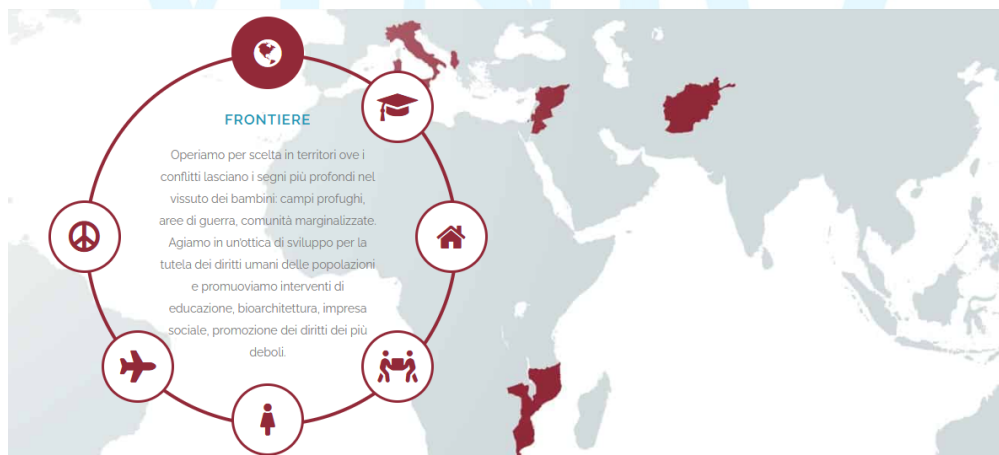 FRONTIERE
Operiamo per scelta in territori ove i
conflitti lasciano i segni più profondi nel
vissuto dei bambini: campi profughi,
aree di guerra, comunità marginalizzate.
Agiamo in un'ottica di sviluppo per la
tutela dei diritti umani delle popolazioni
e promuoviamo interventi di
educazione, bioarchitettura, impresa
sociale, promozione dei diritti dei più
deboli.